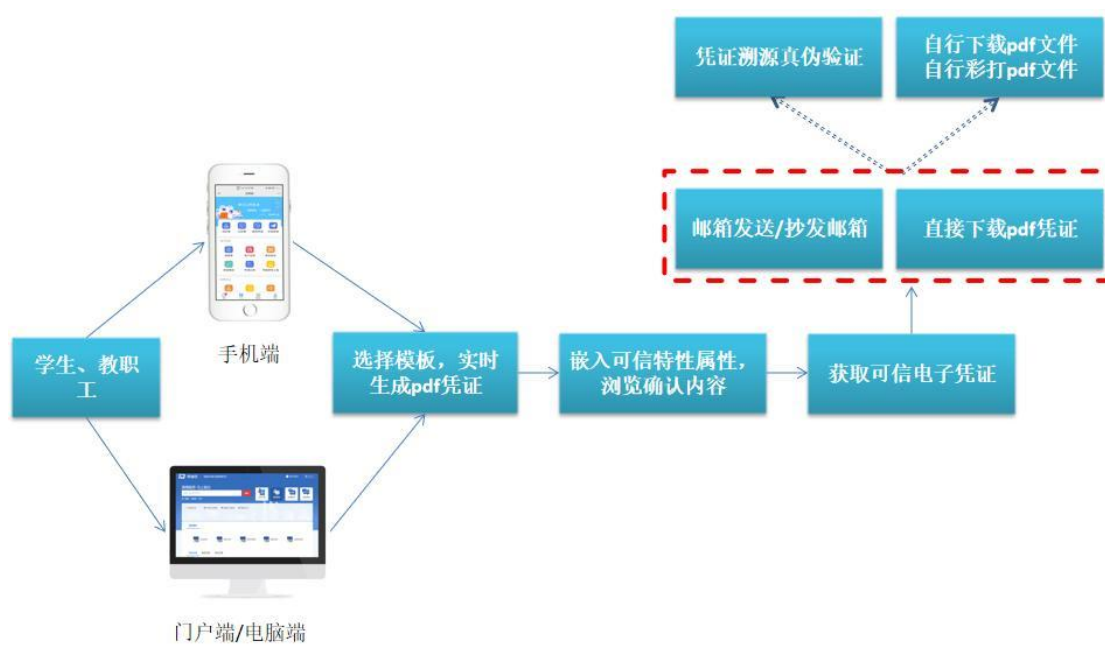 凭证溯源真伪验证
自行下载pdf文件
自行彩打pdf文件
邮箱发送/抄发邮箱
直接下载pdf凭证
手机端
学生、教职
工
选择模板，实时
生成pdf凭证
嵌入可信特性属性，
浏览确认内容
获取可信电子凭证
门户端/电脑端